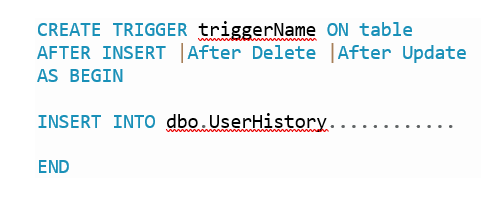 CREATE TRIGGER triggerName ON table
AFTER INSERT |After Delete |After Update
AS BEGIN
INSERT INTO dbo.UserHistory............
END